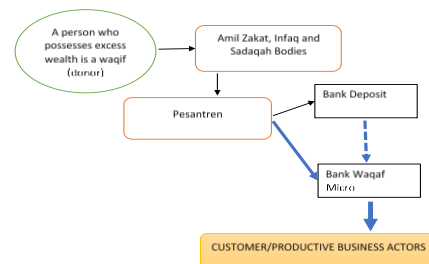 A person who
possesses excess
wealth is a waqif
(donor)
Amil Zakat, Infaq and
Sadaqah Bodies
Pesantren
Bank Deposit
Bank Waqaf
Micro
CUSTOMER/PRODUCTIVE BUSINESS ACTORS